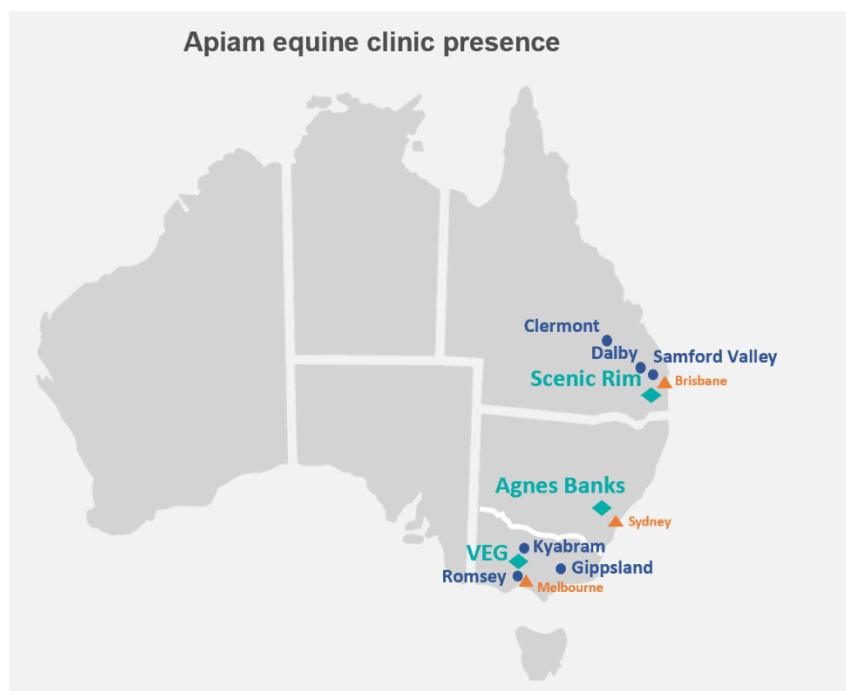 Apiam equine clinic presence
Clermont
Dalby
Samford Valley
Scenic Rim
Brisbane
Agnes Banks
Sydney
VEG
Kyabram
Gippsland
Romsey
Melbourne